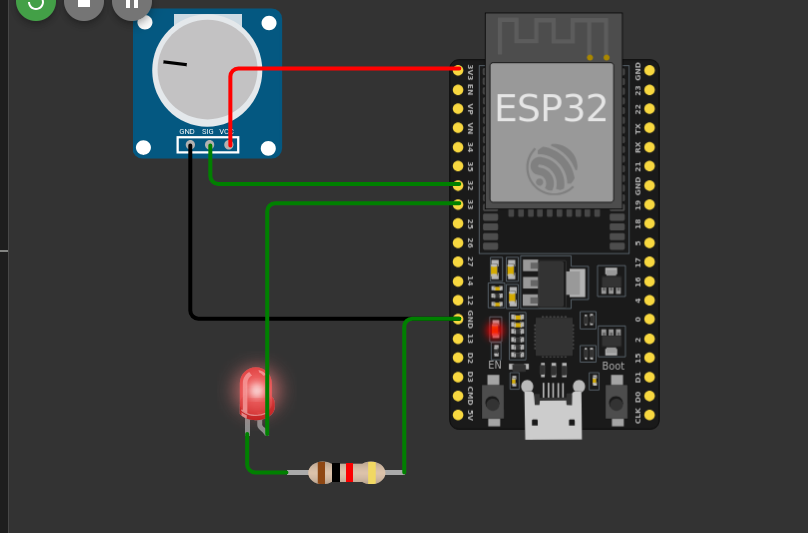 GND SIG VCC
ESP32
3V3
EN
VP
VN
34
35
32
33
25
26
27
14
12
GND
13
D2
D3
CMD
5V
GND
23
22
TX
RX
21
GND
19
18
5
17
16
4
0
2
15
D1
D0
CLK
EN
Boot